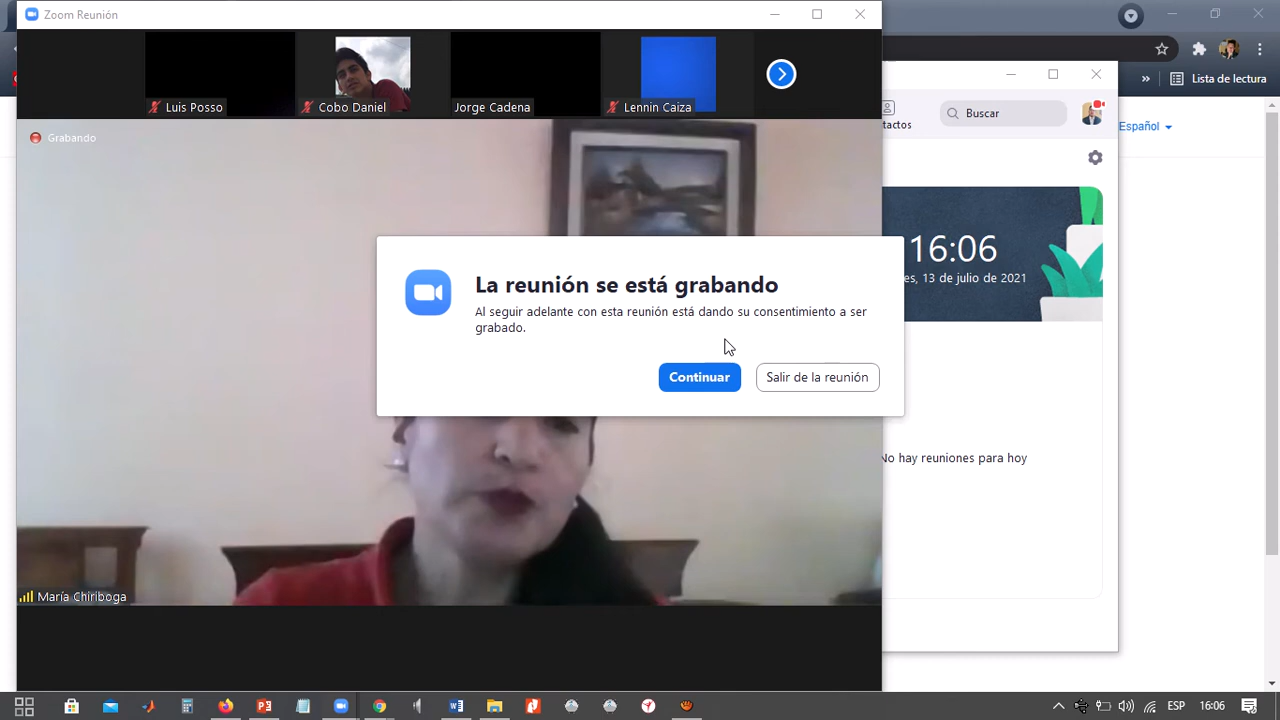 Zoom Reunión
Luis Posso
Cobo Daniel
Jorge Cadena
Lennin Caiza
Grabando
La reunión se está grabando
Al seguir adelante con esta reunión está dando su consentimiento a ser
grabado.
Continuar
Salir de la reunión
María Chiriboga
Lista de lectura
tactos
Buscar
Español
16:06
es, 13 de julio de 2021
No hay reuniones para hoy
ESP
16:06